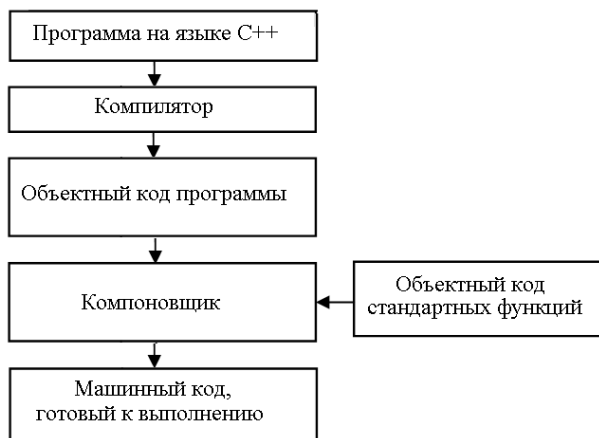 Программа на языке C++
Компилятор
Объектный код программы
Компоновщик
Объектный код
стандартных функций
Машинный код,
готовый к выполнению